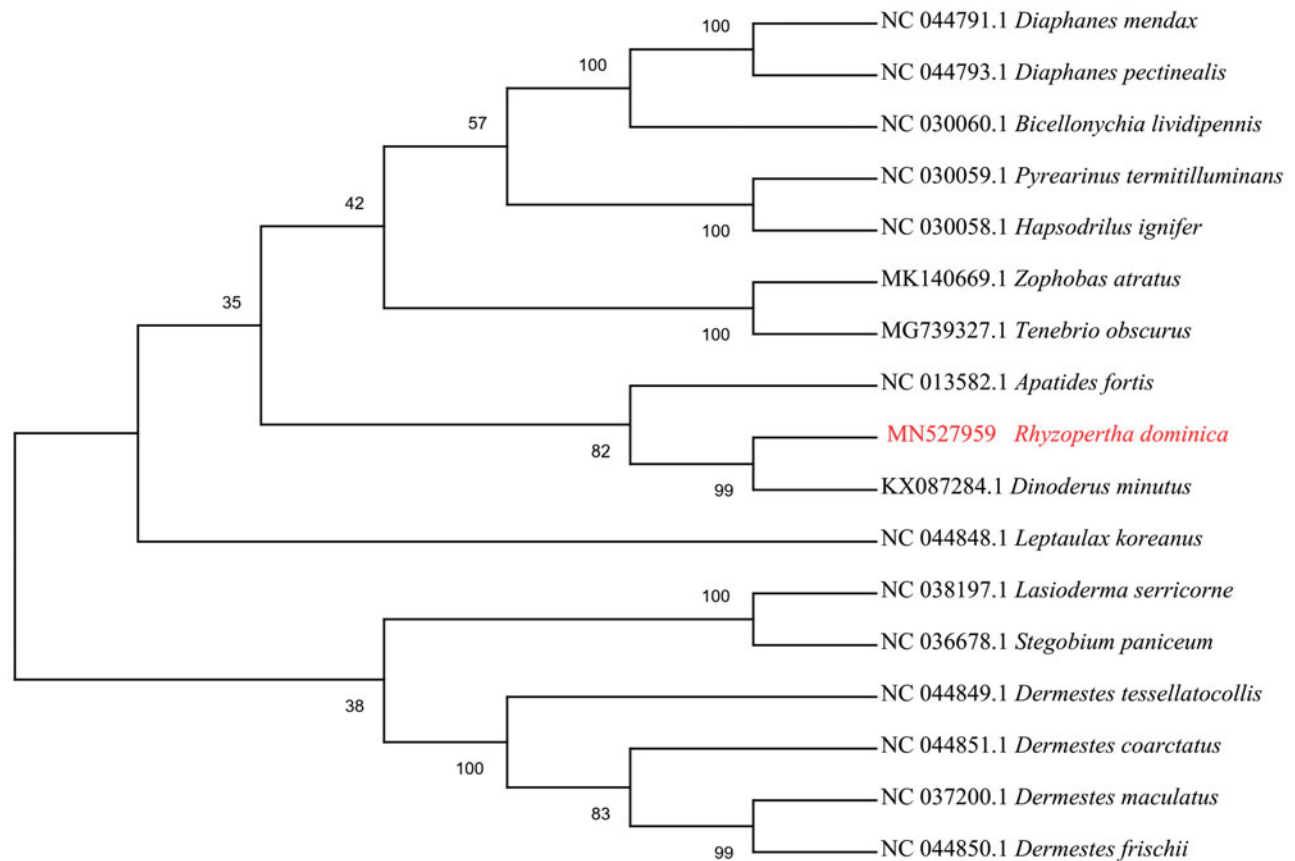 NC 044791.1 Diaphanes mendax
100
NC 044793.1 Diaphanes pectinealis
100
NC 030060.1 Bicellonychia lividipennis
57
NC 030059.1 Pyrearinus termitilluminans
100
NC 030058.1 Hapsodrilus ignifer
42
MK140669.1 Zophobas atratus
35
100
MG739327.1 Tenebrio obscurus
NC 013582.1 Apatides fortis
MN527959 Rhyzopertha dominica
82
99
KX087284.1 Dinoderus minutus
NC 044848.1 Leptaulax koreanus
NC 038197.1 Lasioderma serricorne
100
NC 036678.1 Stegobium paniceum
38
NC 044849.1 Dermestes tessellatocollis
NC 044851.1 Dermestes coarctatus
100
NC 037200.1 Dermestes maculatus
83
99
NC 044850.1 Dermestes frischii